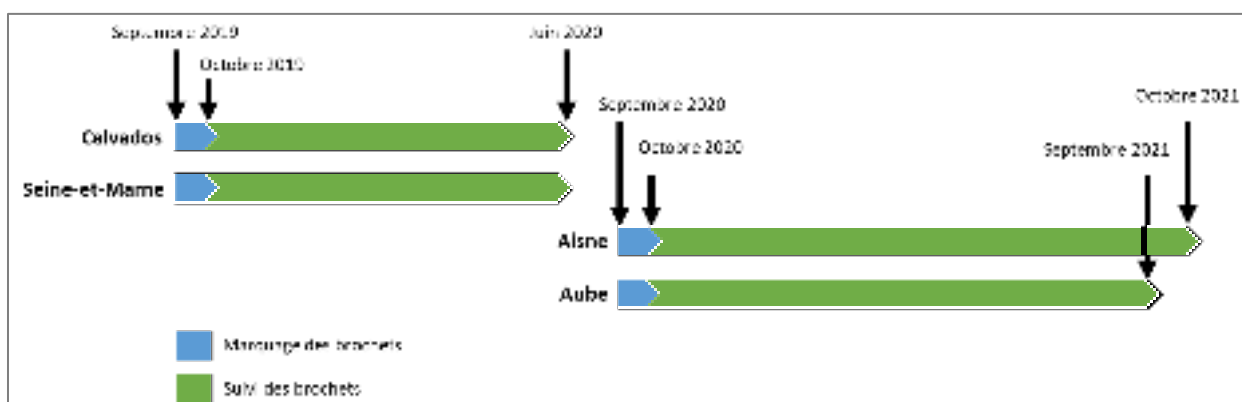 Septembre 2019
Juin 2020
Octobre 2019
Octobre 2021
Septembre 2020
Calvados
Octobre 2020
Septembre 2021
Seine-et-Marne
Aisne
Aube
Marquage des brochets
Suivi des brochets